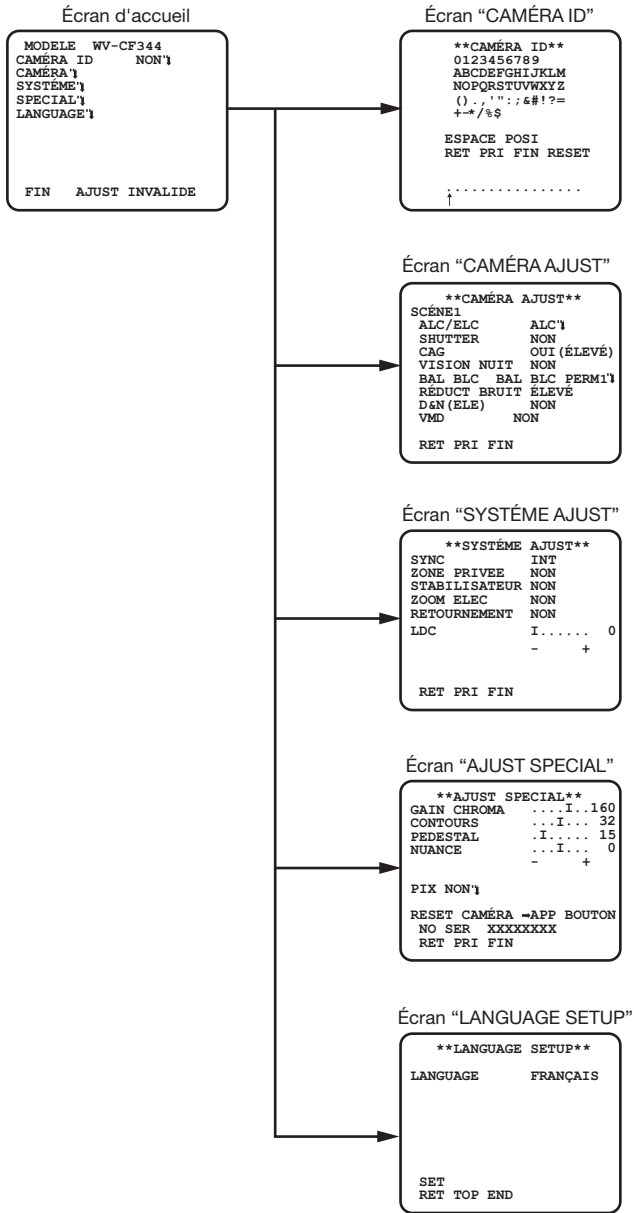 Écran d'accueil
MODELE WV-CF344
CAMÉRA ID NON
CAMÉRA
SYSTÉME
SPECIAL
LANGUAGE
FIN AJUST INVALIDE
Écran “CAMÉRA ID”
**CAMÉRA ID**
0123456789
ABCDEFGHIJKLM
NOPQRSTUVWXYZ
().,'":;&#!?=
+-*/%$
ESPACE POSI
RET PRI FIN RESET
................
↑
Écran “CAMÉRA AJUST”
**CAMÉRA AJUST**
SCÉNE1
ALC/ELC ALC
SHUTTER NON
CAG OUI(ÉLEVÉ)
VISION NUIT NON
BAL BLC BAL BLC PERM1
RÉDUCT BRUIT ÉLEVÉ
D&N(ELE) NON
VMD NON
RET PRI FIN
Écran “SYSTÉME AJUST”
**SYSTÉME AJUST**
SYNC INT
ZONE PRIVEE NON
STABILISATEUR NON
ZOOM ELEC NON
RETOURNEMENT NON
LDC I...... 0
- +
RET PRI FIN
Écran “AJUST SPECIAL”
**AJUST SPECIAL**
GAIN CHROMA ....I..160
CONTOURS ...I... 32
PEDESTAL .I..... 15
NUANCE ...I... 0
- +
PIX NON
RESET CAMÉRA →APP BOUTON
NO SER XXXXXXXX
RET PRI FIN
Écran “LANGUAGE SETUP”
**LANGUAGE SETUP**
LANGUAGE FRANÇAIS
SET
RET TOP END